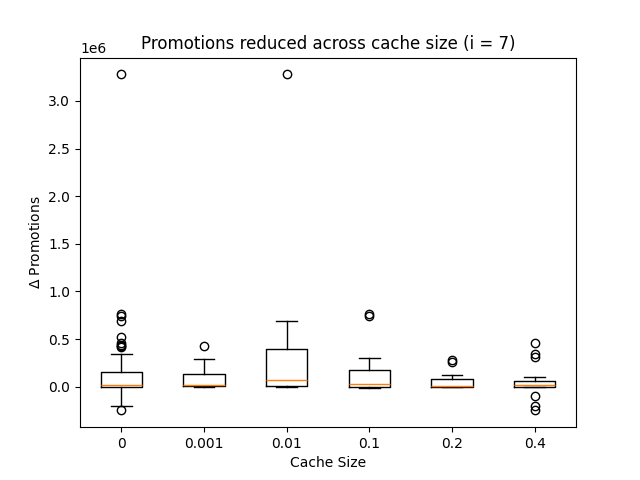 Promotions reduced across cache size (i = 7)
1e6
3.0
2.5
2.0
1.5
1.0
0.5
0.0
Δ Promotions
0 0.001 0.01 0.1 0.2 0.4
Cache Size